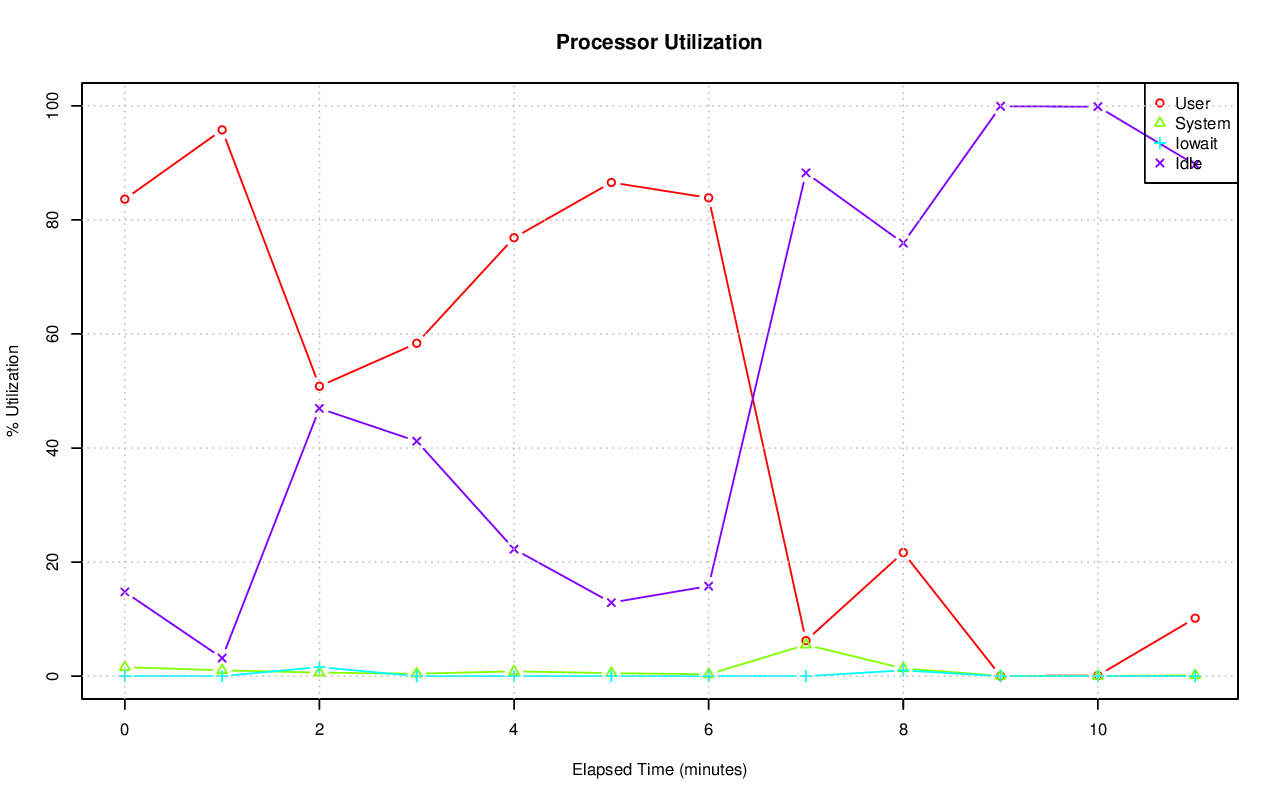 Processor Utilization
100
80
60
40
20
0
% Utilization
User
System
Iowait
Idle
0 2 4 6 8 10
Elapsed Time (minutes)